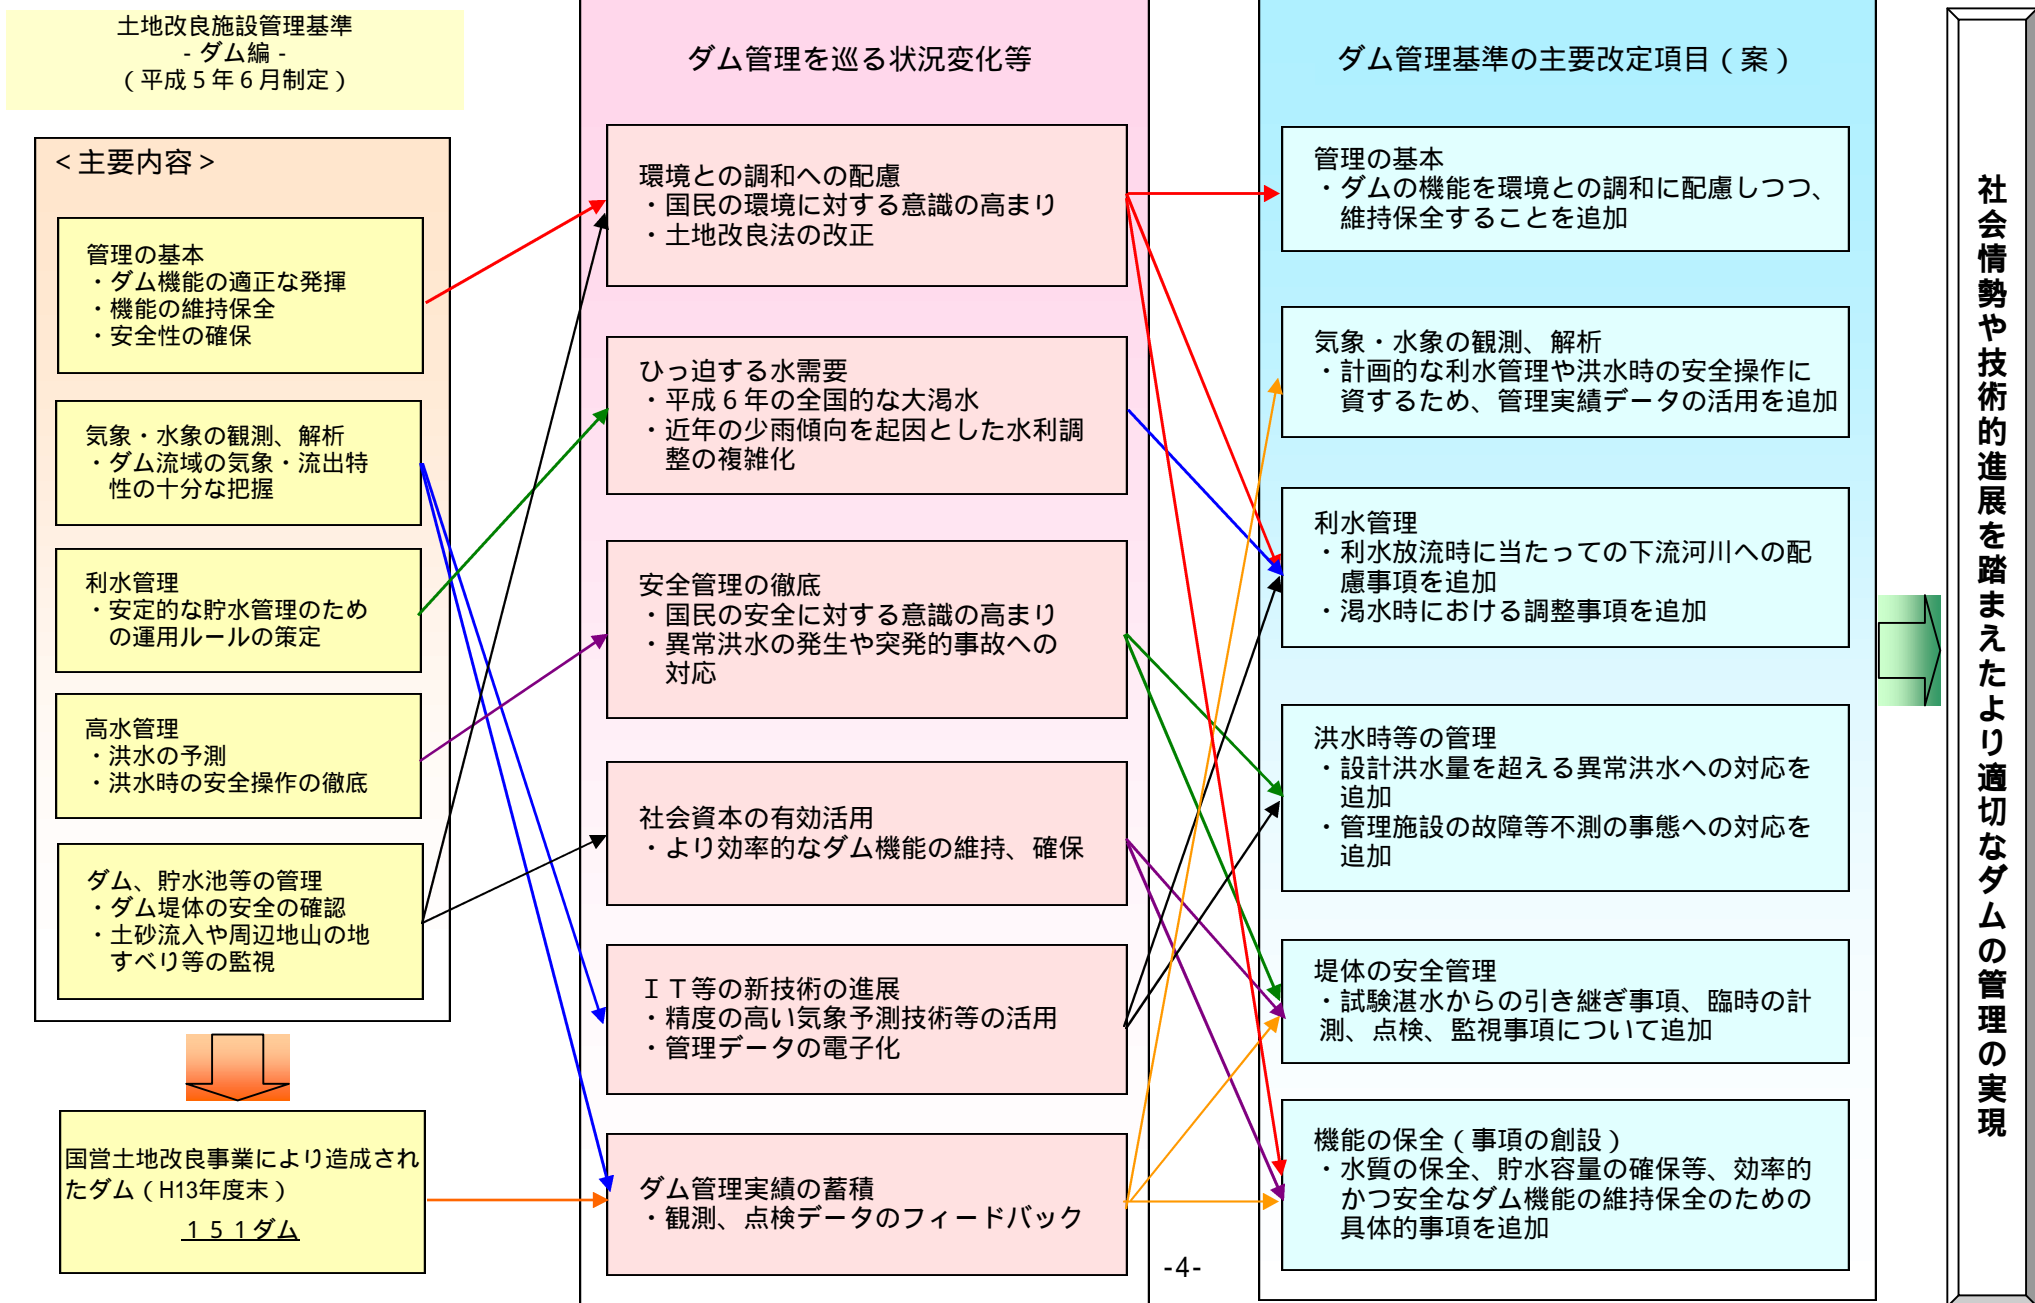 土地改良施設管理基準
- ダム編 -
（平成５年６月制定）
＜主要内容＞
管理の基本
・ダム機能の適正な発揮
・機能の維持保全
・安全性の確保
気象・水象の観測、解析
・ダム流域の気象・流出特
性の十分な把握
利水管理
・安定的な貯水管理のため
の運用ルールの策定
高水管理
・洪水の予測
・洪水時の安全操作の徹底
ダム、貯水池等の管理
・ダム堤体の安全の確認
・土砂流入や周辺地山の地
すべり等の監視
国営土地改良事業により造成され
たダム（H13年度末）
１５１ダム
ダム管理を巡る状況変化等
環境との調和への配慮
・国民の環境に対する意識の高まり
・土地改良法の改正
ひっ迫する水需要
・平成６年の全国的な大渇水
・近年の少雨傾向を起因とした水利調
整の複雑化
安全管理の徹底
・国民の安全に対する意識の高まり
・異常洪水の発生や突発的事故への
対応
社会資本の有効活用
・より効率的なダム機能の維持、確保
ＩＴ等の新技術の進展
・精度の高い気象予測技術等の活用
・管理データの電子化
ダム管理実績の蓄積
・観測、点検データのフィードバック
ダム管理基準の主要改定項目（案）
管理の基本
・ダムの機能を環境との調和に配慮しつつ、
維持保全することを追加
気象・水象の観測、解析
・計画的な利水管理や洪水時の安全操作に
資するため、管理実績データの活用を追加
利水管理
・利水放流時に当たっての下流河川への配
慮事項を追加
・渇水時における調整事項を追加
洪水時等の管理
・設計洪水量を超える異常洪水への対応を
追加
・管理施設の故障等不測の事態への対応を
追加
堤体の安全管理
・試験湛水からの引き継ぎ事項、臨時の計
測、点検、監視事項について追加
機能の保全（事項の創設）
・水質の保全、貯水容量の確保等、効率的
かつ安全なダム機能の維持保全のための
具体的事項を追加
社会情勢や技術的進展を踏まえたより適切なダムの管理の実現
-4-